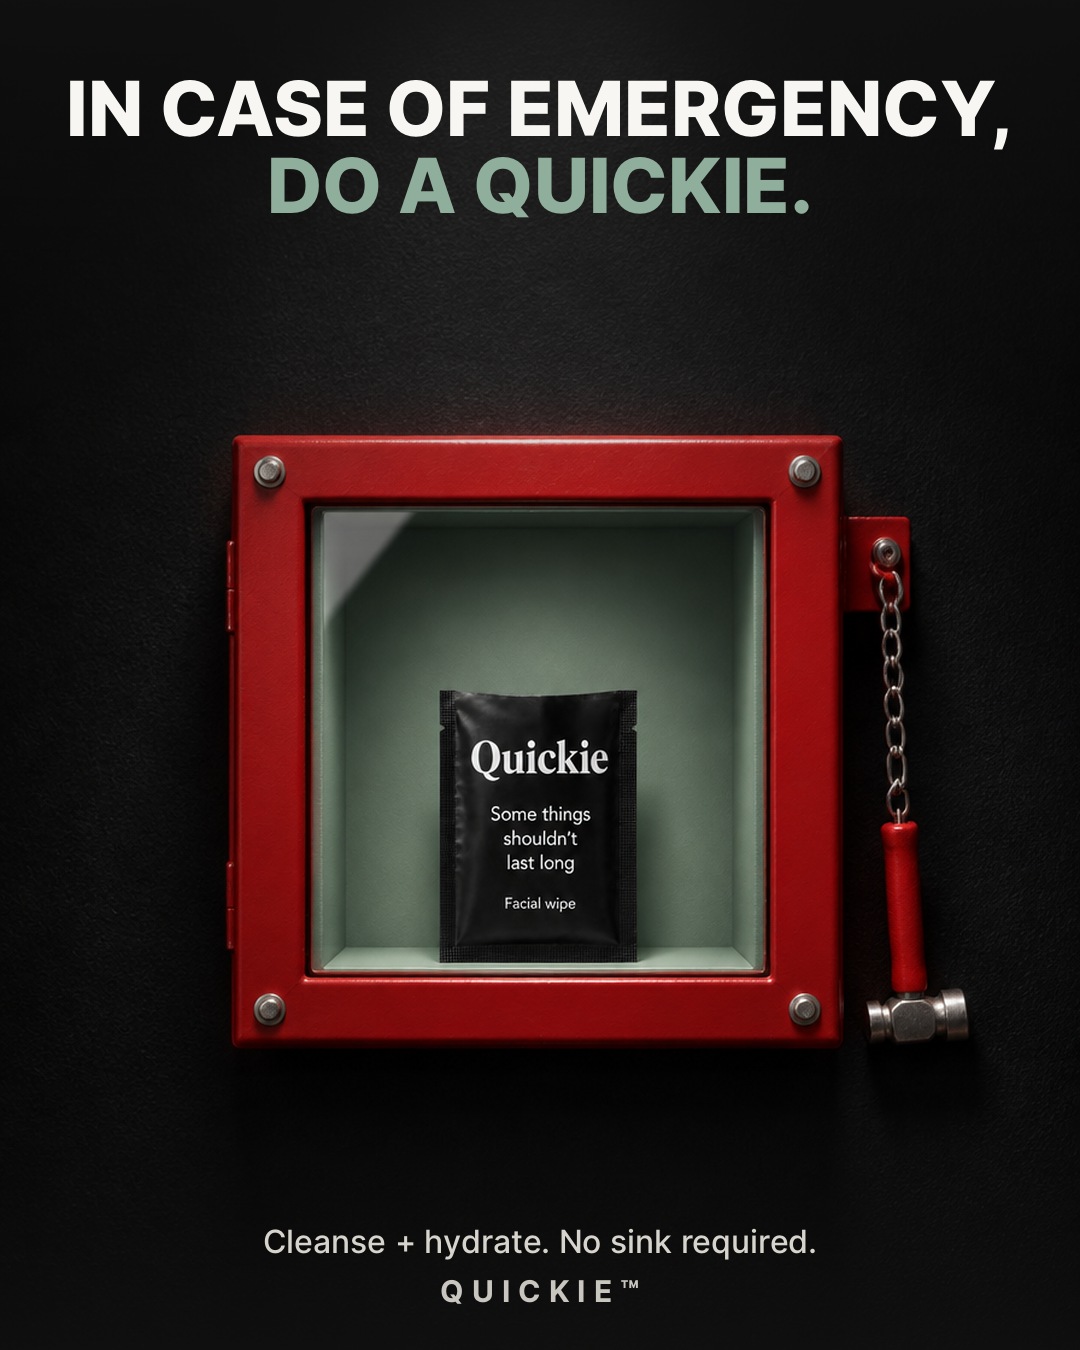 IN CASE OF EMERGENCY,
DO A QUICKIE.
Quickie
Some things
shouldn't
last long
Facial wipe
Cleanse + hydrate. No sink required.
QUICKIE™